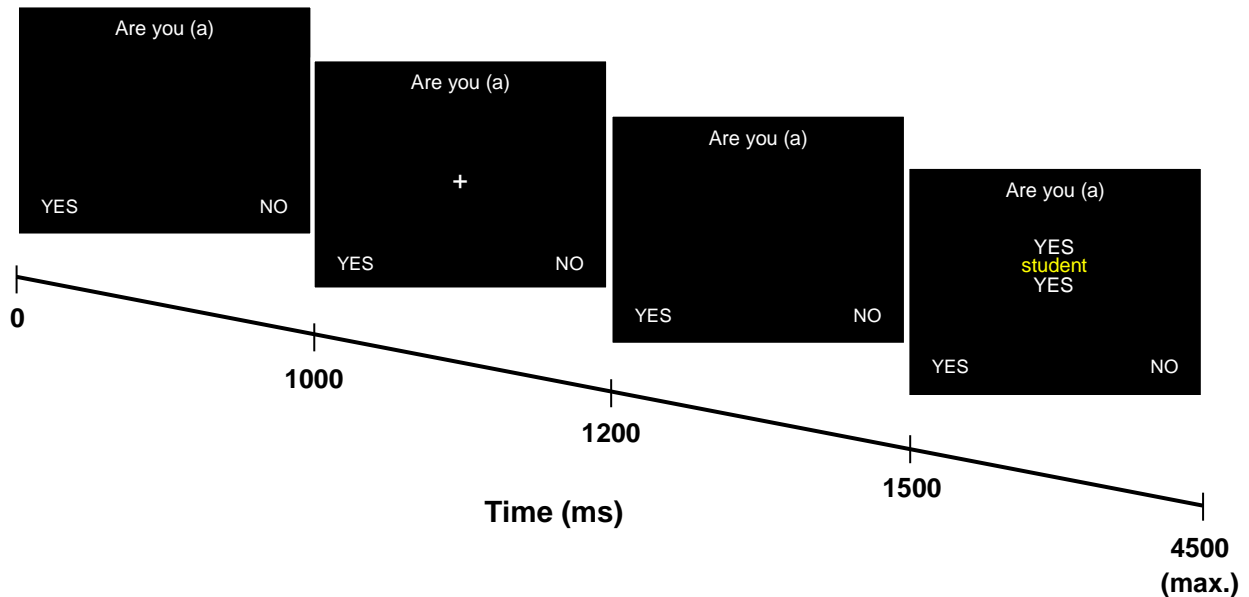 Are you (a)
YES NO
0
Are you (a)
+
YES NO
1000
Are you (a)
YES NO
1200
Are you (a)
YES
student
YES
YES NO
1500
4500
(max.)
Time (ms)